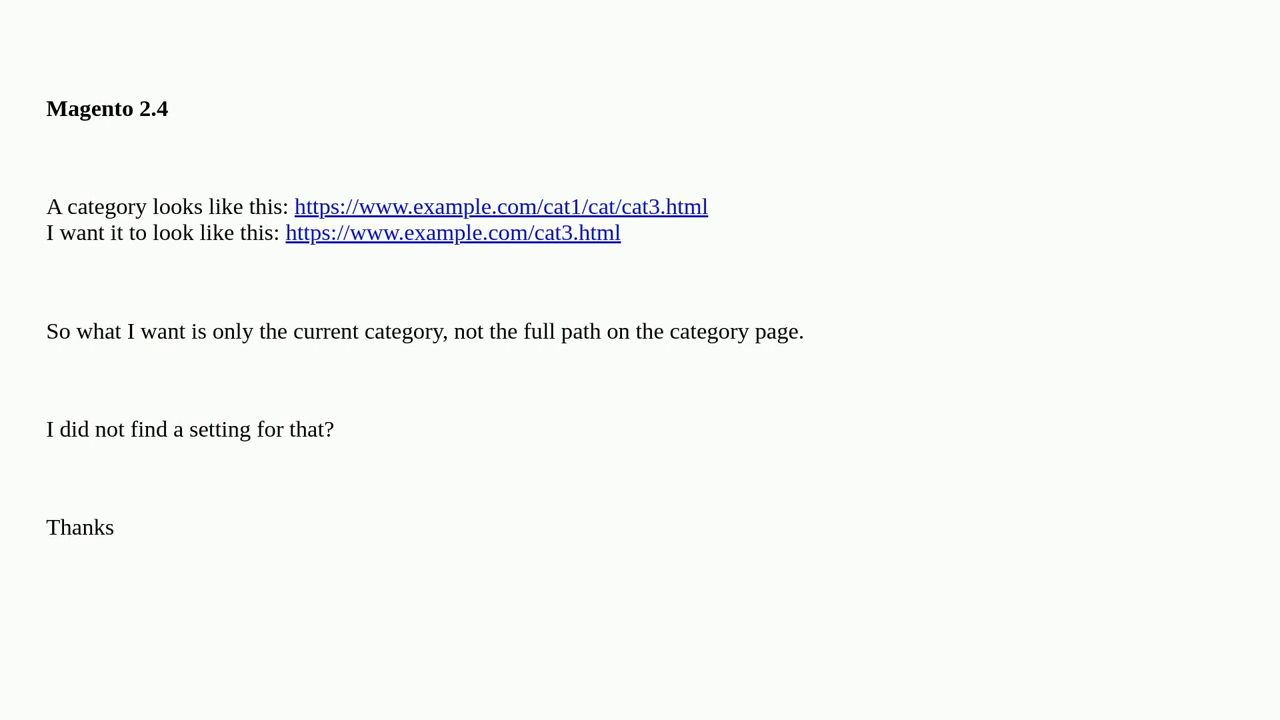 Magento 2.4
A category looks like this: https://www.example.com/cat1/cat/cat3.html
I want it to look like this: https://www.example.com/cat3.html
So what I want is only the current category, not the full path on the category page.
I did not find a setting for that?
Thanks